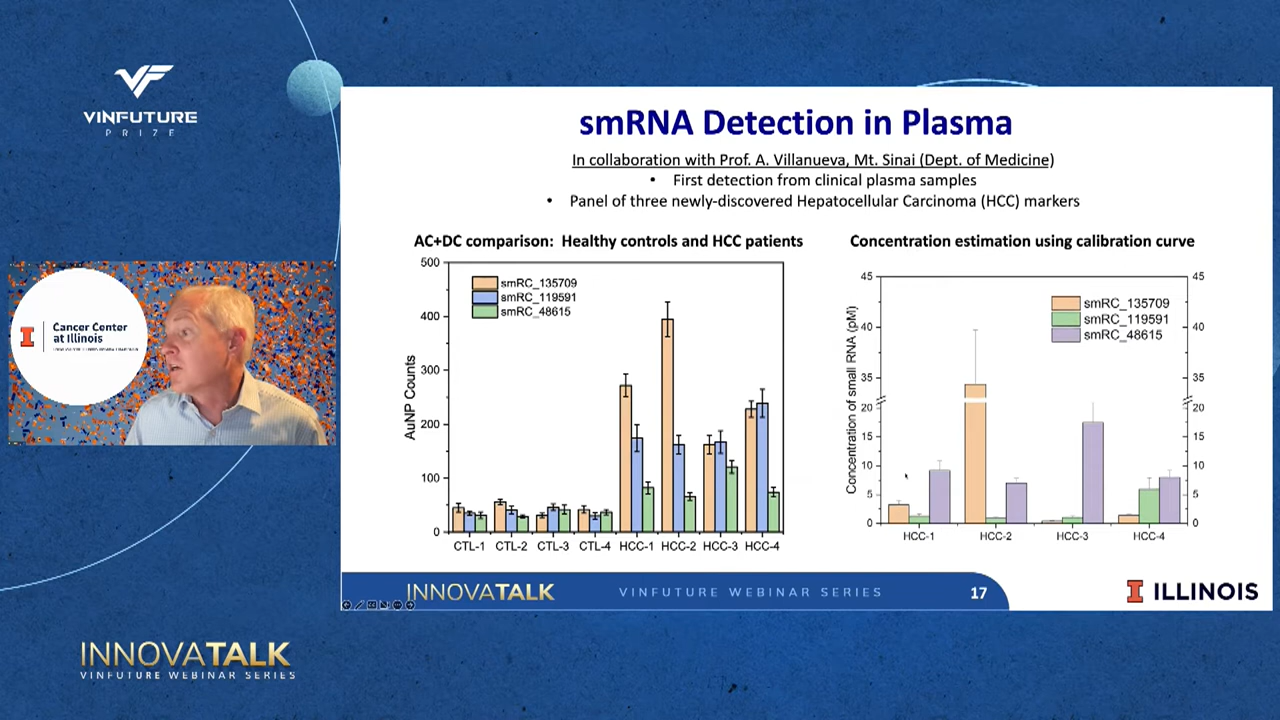 VINFUTURE
PRIZE
Cancer Center
at Illinois
smRNA Detection in Plasma
In collaboration with Prof. A. Villanueva, Mt. Sinai (Dept. of Medicine)
• First detection from clinical plasma samples
• Panel of three newly-discovered Hepatocellular Carcinoma (HCC) markers
AC+DC comparison: Healthy controls and HCC patients
500
400
300
200
100
0
AuNP Counts
smRC_135709
smRC_119591
smRC_48615
CTL-1 CTL-2 CTL-3 CTL-4 HCC-1 HCC-2 HCC-3 HCC-4
Concentration estimation using calibration curve
45
40
35
20
15
10
5
0
Concentration of small RNA (pM)
smRC_135709
smRC_119591
smRC_48615
45
40
35
20
15
10
5
0
HCC-1 HCC-2 HCC-3 HCC-4
INNOVATALK VINFUTURE WEBINAR SERIES 17
I ILLINOIS
INNOVATALK
VINFUTURE WEBINAR SERIES